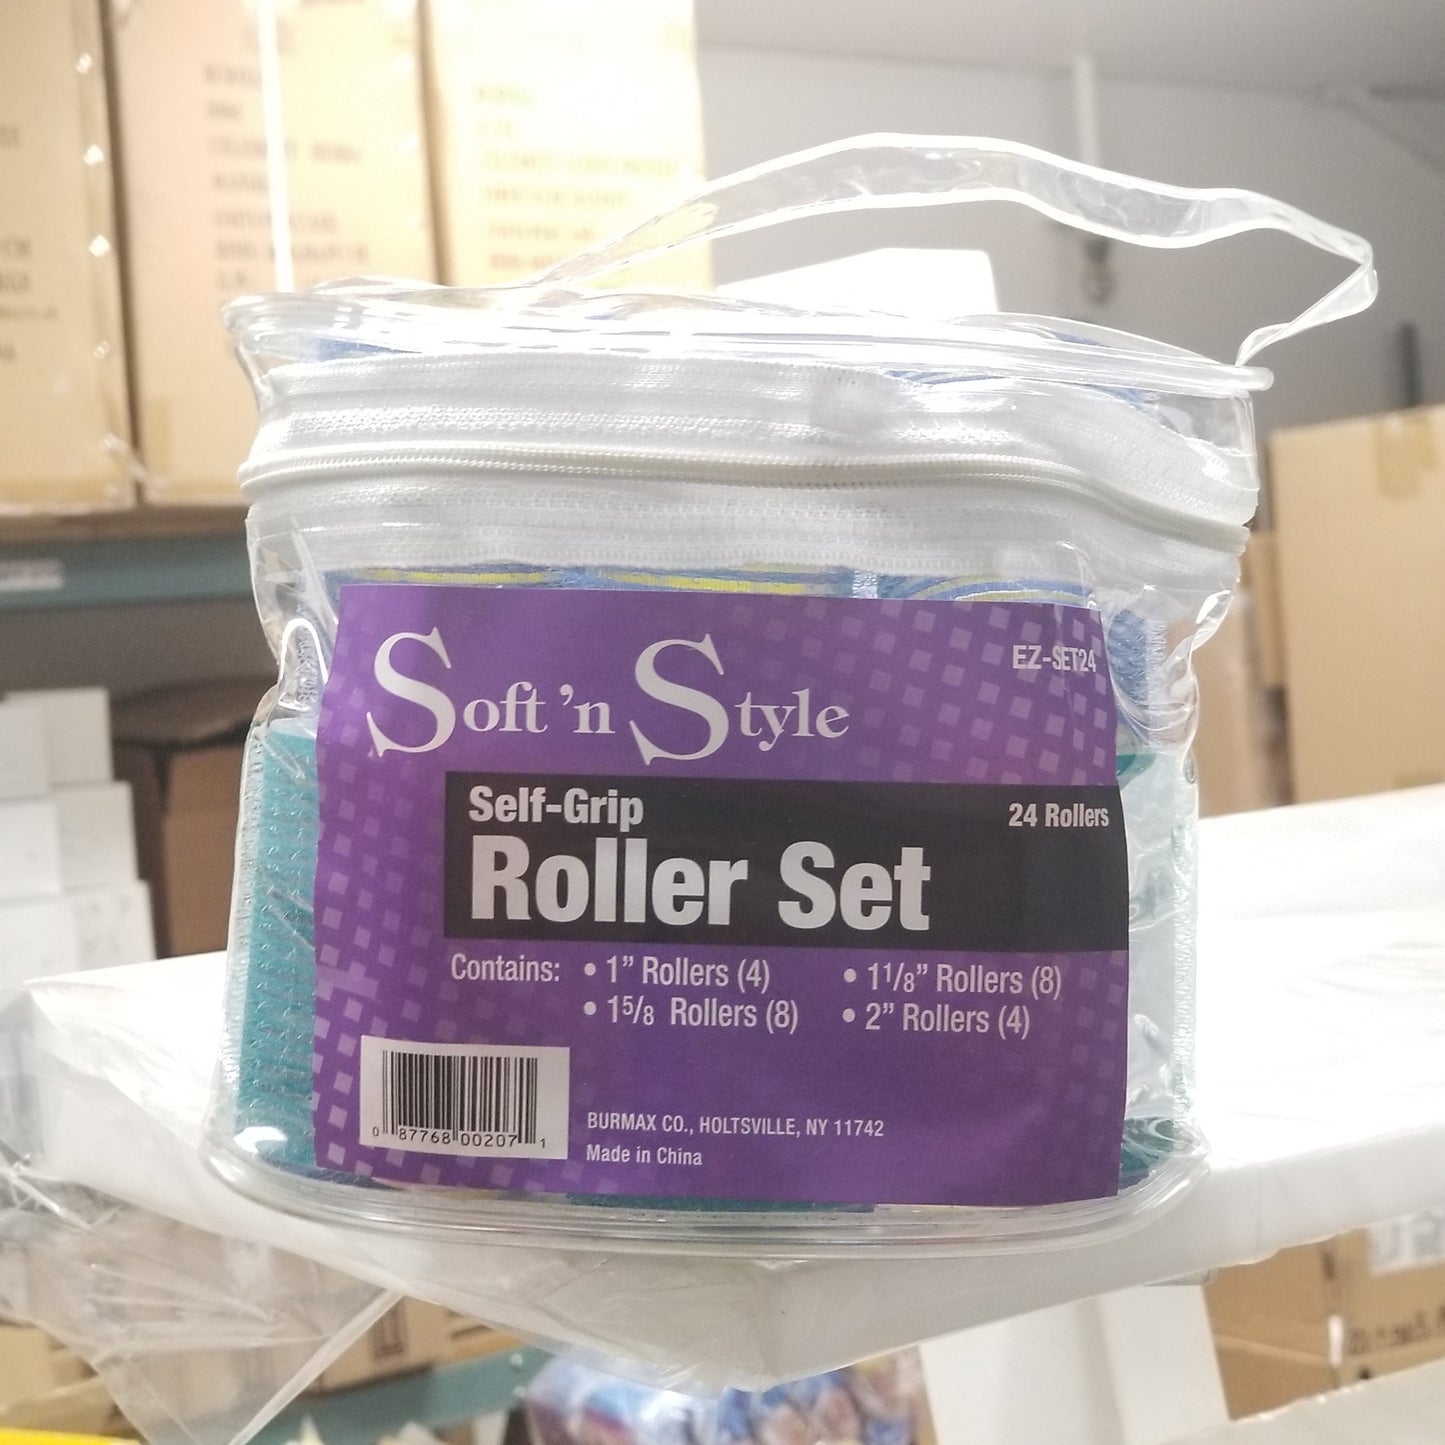 Soft 'n Style
EZ-SET24
Self-Grip
24 Rollers
Roller Set
Contains: • 1” Rollers (4) • 1 1/8” Rollers (8)
• 1 5/8 Rollers (8) • 2” Rollers (4)
0 87768 00207 1
BURMAX CO., HOLTSVILLE, NY 11742
Made in China